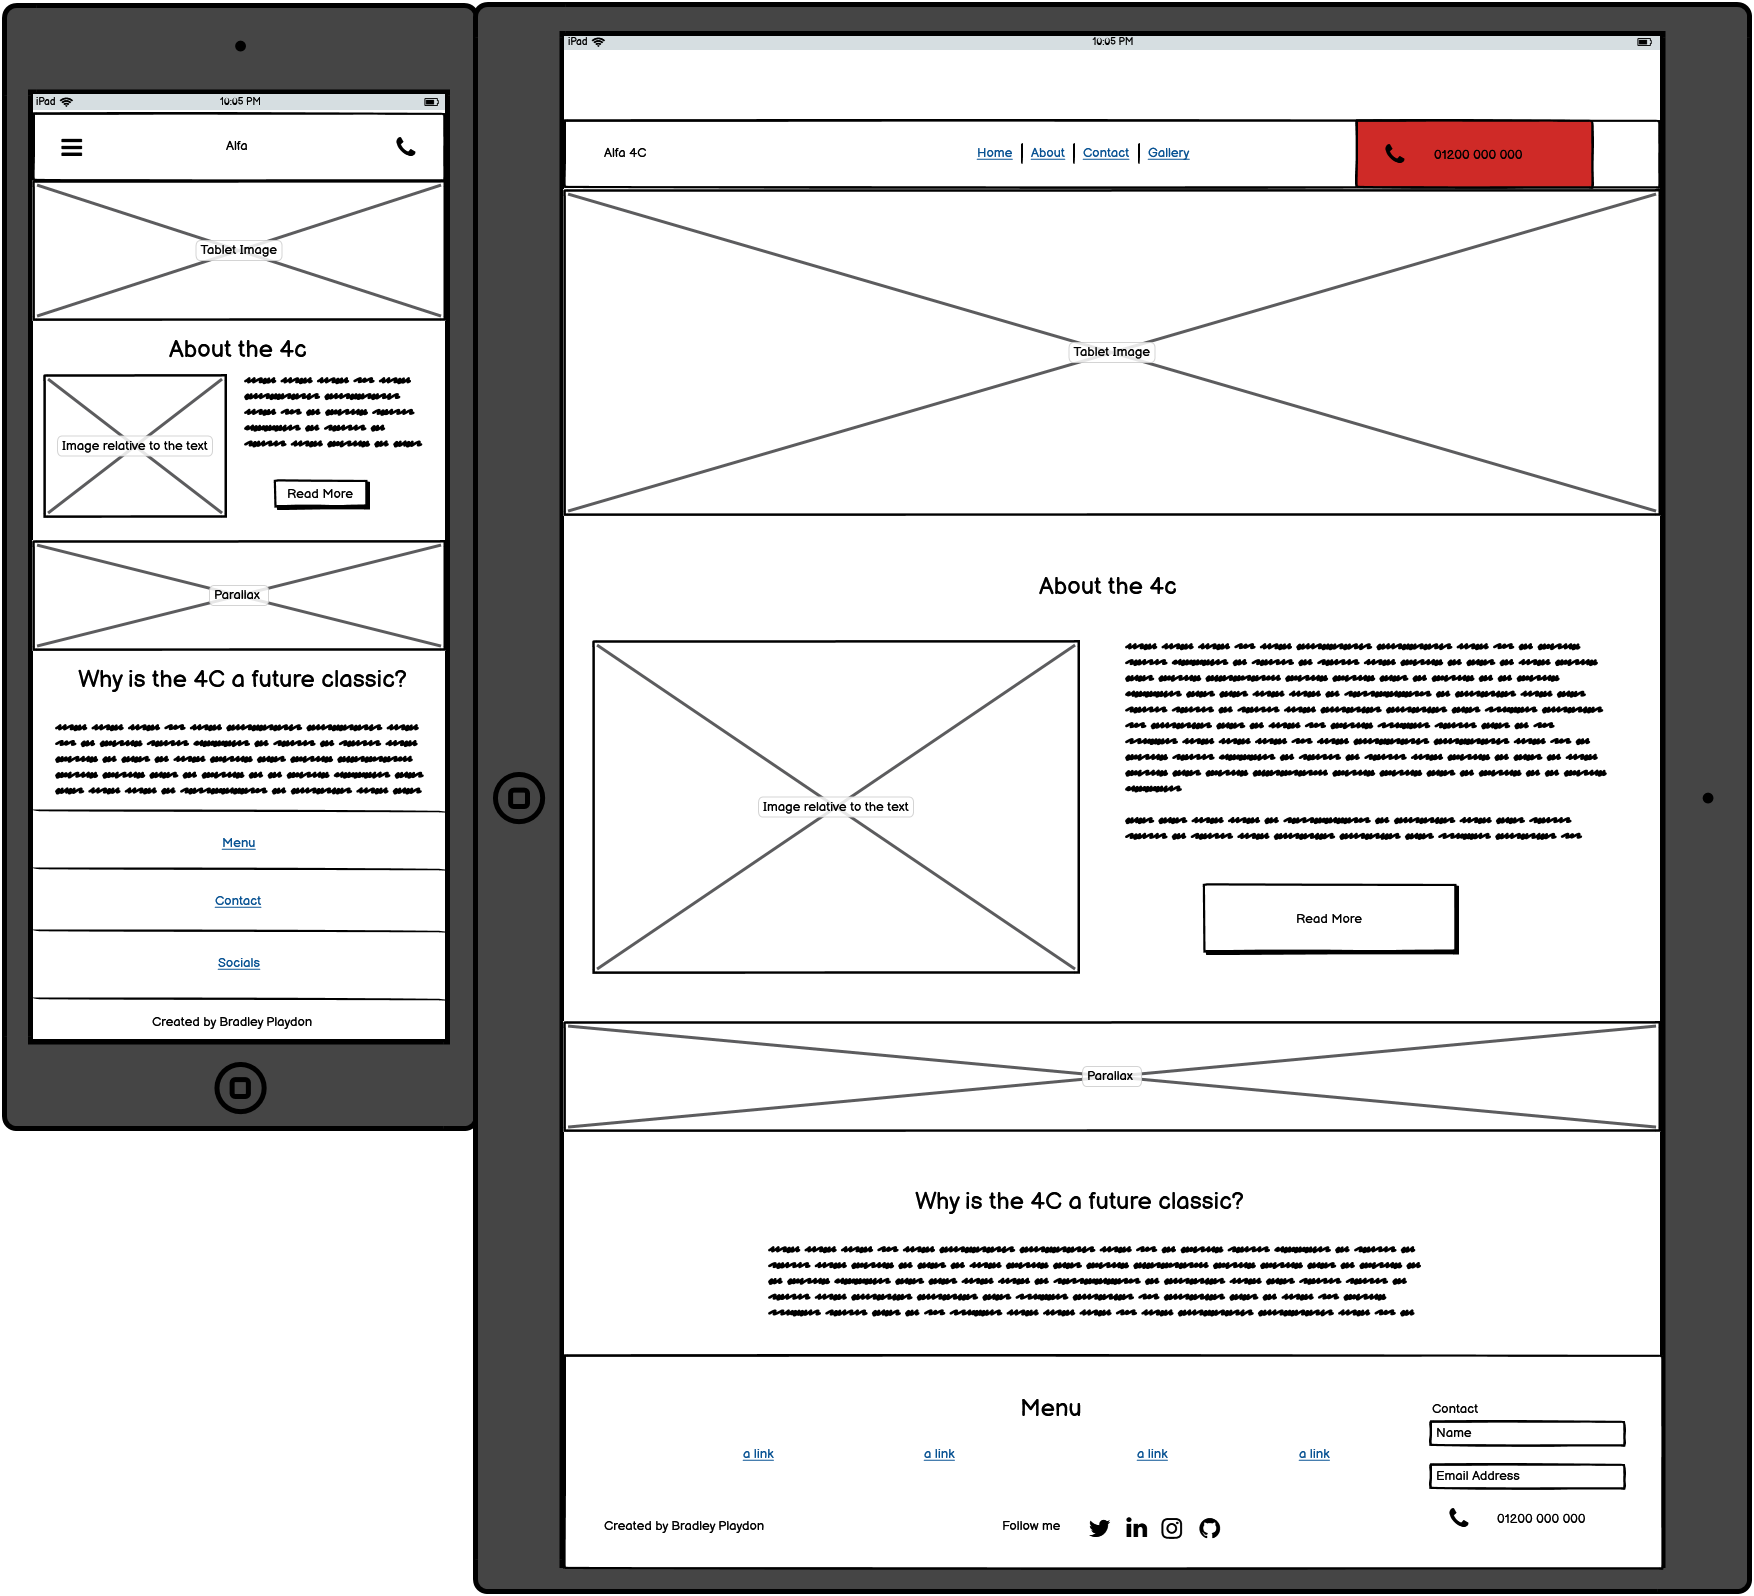 iPad
10:05 PM
Alfa
Tablet Image
About the 4c
Image relative to the text
Read More
Parallax
Why is the 4C a future classic?
Menu
Contact
Socials
Created by Bradley Playdon
iPad
10:05 PM
Alfa 4C
Home
About
Contact
Gallery
01200 000 000
Tablet Image
About the 4c
Image relative to the text
Read More
Parallax
Why is the 4C a future classic?
Menu
a link
a link
a link
a link
Contact
Name
Email Address
01200 000 000
Created by Bradley Playdon
Follow me
in